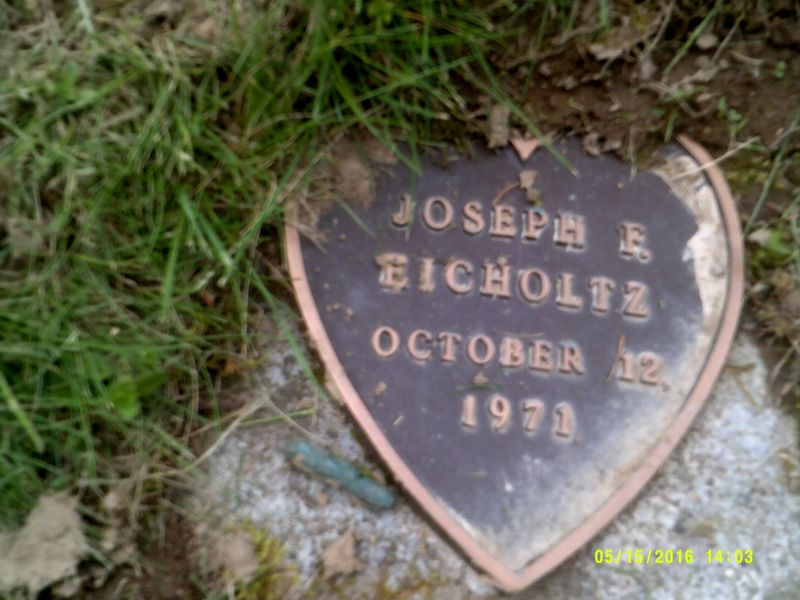 JOSEPH F.
EICHOLTZ
OCTOBER 12,
1971
05/15/2016 14:03